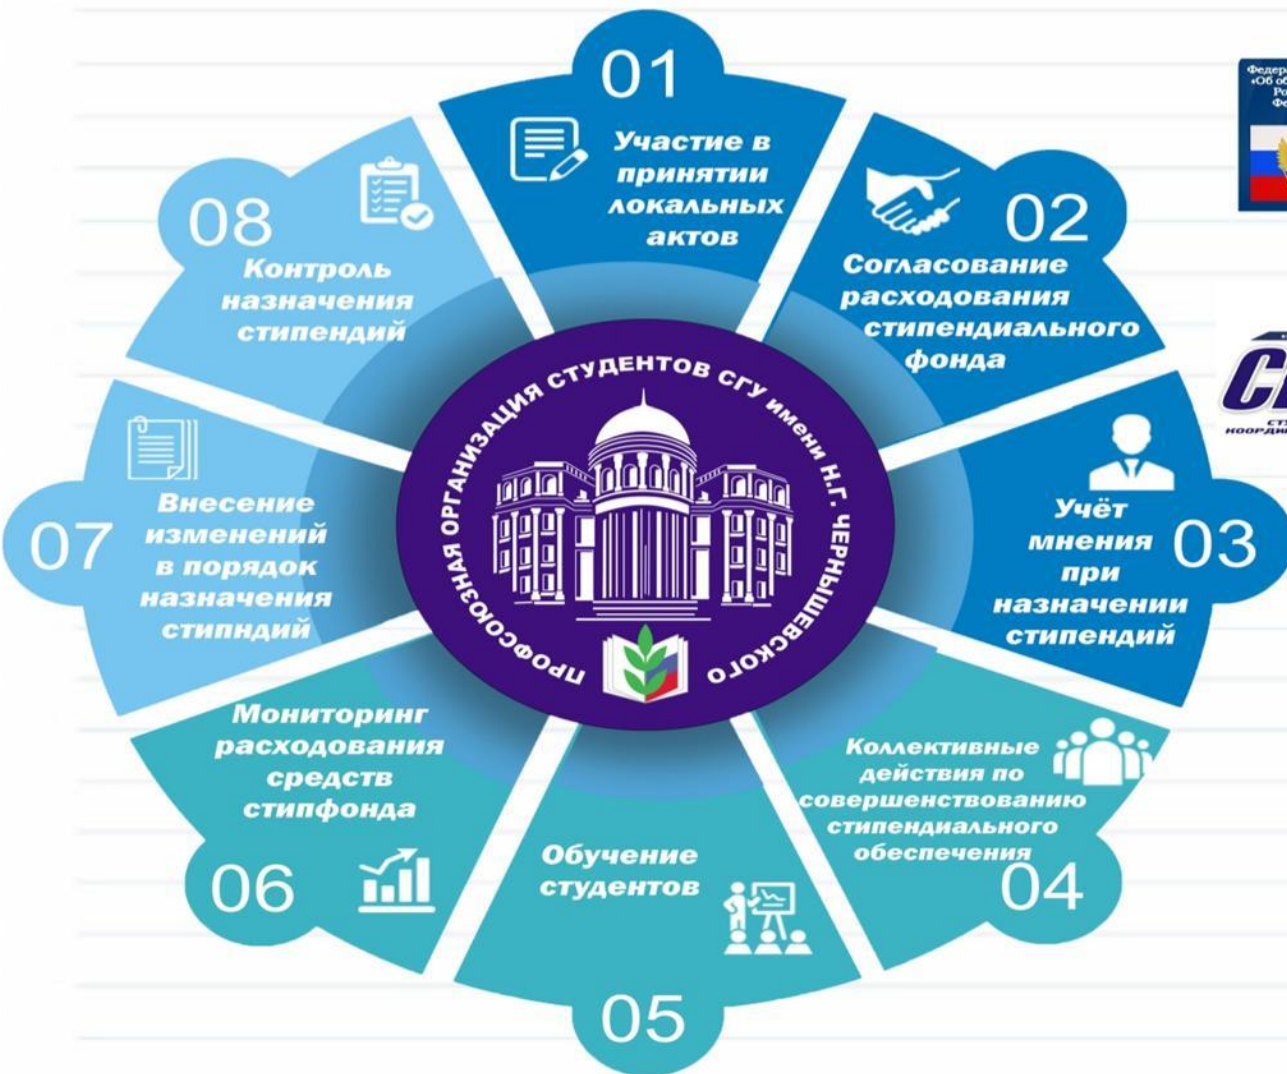 01
Участие в
принятии
локальных
актов
02
Согласование
расходования
стипендиального
фонда
03
Учёт
мнения
при
назначении
стипендий
Коллективные
действия по
совершенствованию
стипендиального
обеспечения
04
Обучение
студентов
05
Мониторинг
расходования
средств
стипфонда
06
07
Внесение
изменений
в порядок
назначения
стипндий
08
Контроль
назначения
стипендий
ПРОФСОЮЗНАЯ ОРГАНИЗАЦИЯ СТУДЕНТОВ СГУ имени Н.Г. ЧЕРНЫШЕВСКОГО